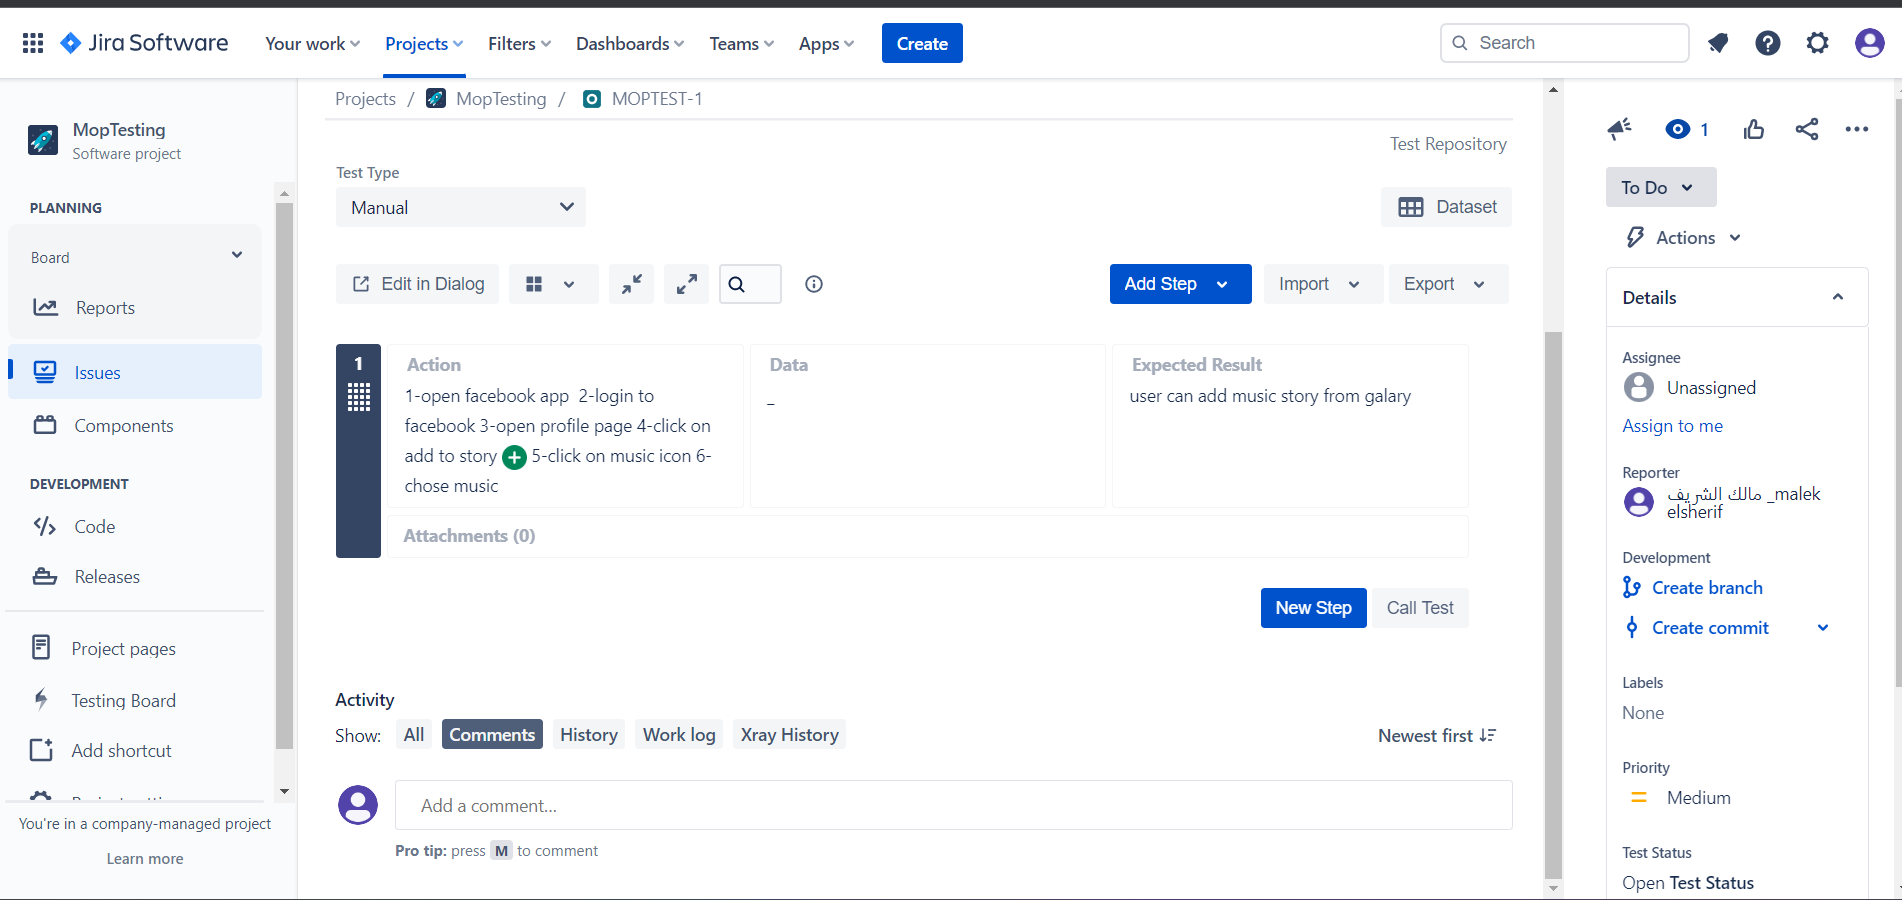 Jira Software
Your work
Projects
Filters
Dashboards
Teams
Apps
Create
Search
MopTesting
Software project
PLANNING
Board
Reports
Issues
Components
DEVELOPMENT
Code
Releases
Project pages
Testing Board
Add shortcut
You're in a company-managed project
Learn more
Projects / MopTesting / MOPTEST-1
Test Repository
Test Type
Manual
Dataset
Edit in Dialog
Add Step
Import
Export
1
Action
1-open facebook app 2-login to
facebook 3-open profile page 4-click on
add to story 5-click on music icon 6-
chose music
Data
_
Expected Result
user can add music story from galary
Attachments (0)
New Step
Call Test
Activity
Show: All Comments History Work log Xray History
Newest first
Add a comment...
Pro tip: press M to comment
1
To Do
Actions
Details
Assignee
Unassigned
Assign to me
Reporter
مالك الشريف _malek
elsherif
Development
Create branch
Create commit
Labels
None
Priority
Medium
Test Status
Open Test Status